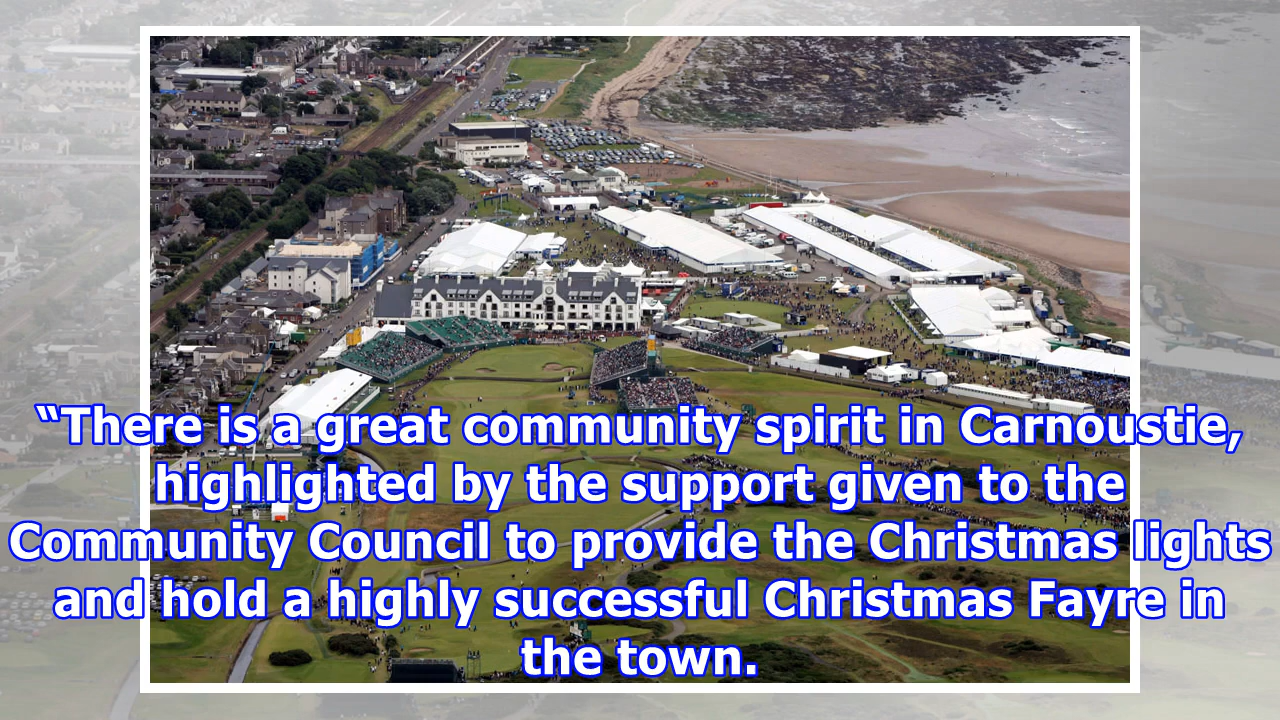 “There is a great community spirit in Carnoustie,
highlighted by the support given to the
Community Council to provide the Christmas lights
and hold a highly successful Christmas Fayre in
the town.